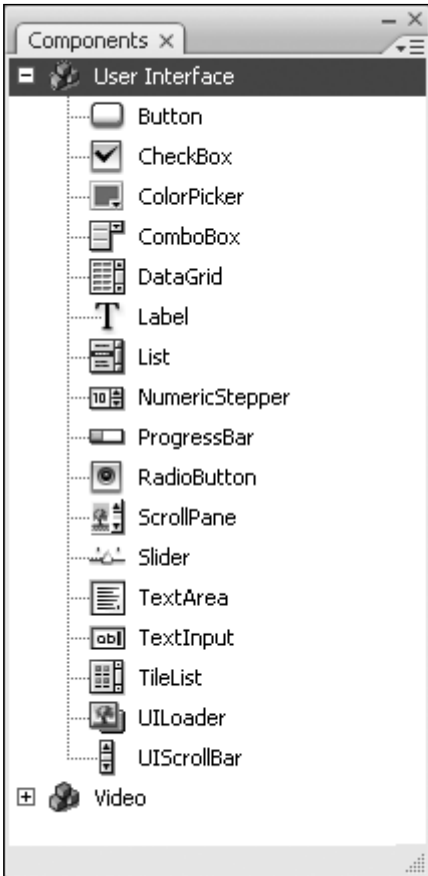 Components
User Interface
Button
CheckBox
ColorPicker
ComboBox
DataGrid
Label
List
NumericStepper
ProgressBar
RadioButton
ScrollPane
Slider
TextArea
TextInput
TileList
UILoader
UIScrollBar
Video